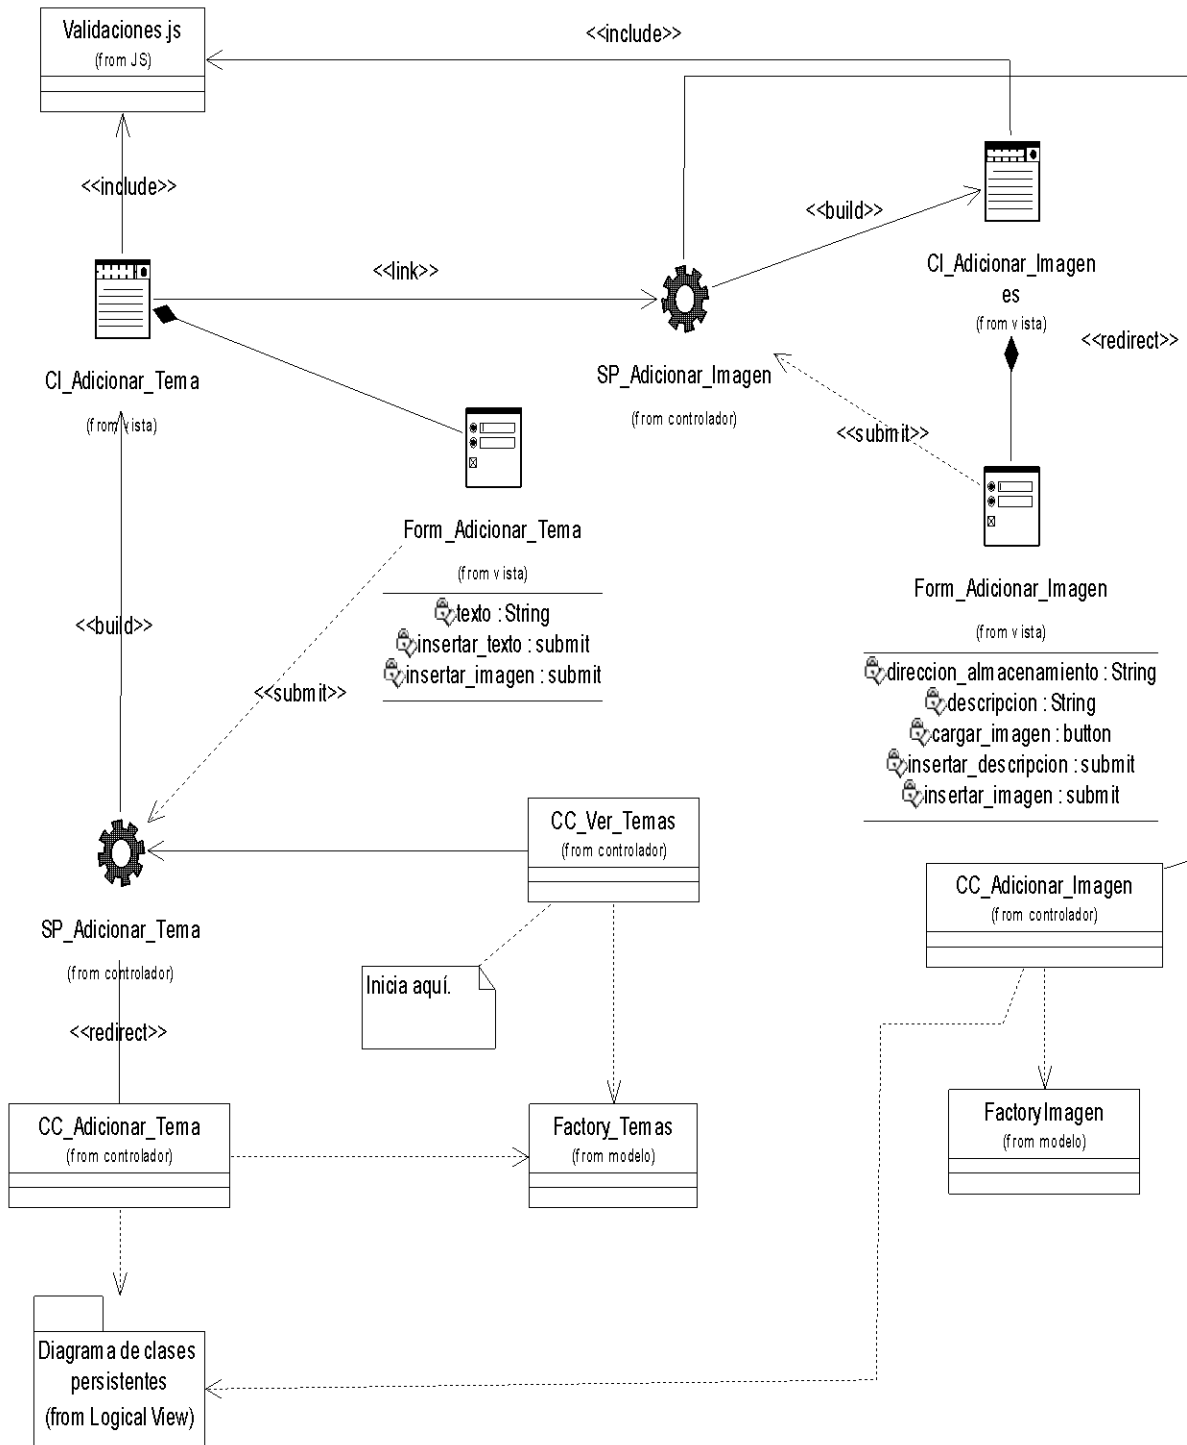 Validaciones.js
(from JS)
<<include>>
<<include>>
<<build>>
<<link>>
CI_Adicionar_Imagen
es
(from vista)
<<redirect>>
CI_Adicionar_Tema
(from vista)
SP_Adicionar_Imagen
(from controlador)
<<submit>>
Form_Adicionar_Tema
(from vista)
texto : String
insertar_texto : submit
insertar_imagen : submit
Form_Adicionar_Imagen
(from vista)
direccion_almacenamiento : String
descripcion : String
cargar_imagen : button
insertar_descripcion : submit
insertar_imagen : submit
<<build>>
<<submit>>
CC_Ver_Temas
(from controlador)
SP_Adicionar_Tema
(from controlador)
CC_Adicionar_Imagen
(from controlador)
Inicia aquí.
<<redirect>>
CC_Adicionar_Tema
(from controlador)
Factory_Temas
(from modelo)
FactoryImagen
(from modelo)
Diagrama de clases
persistentes
(from Logical View)